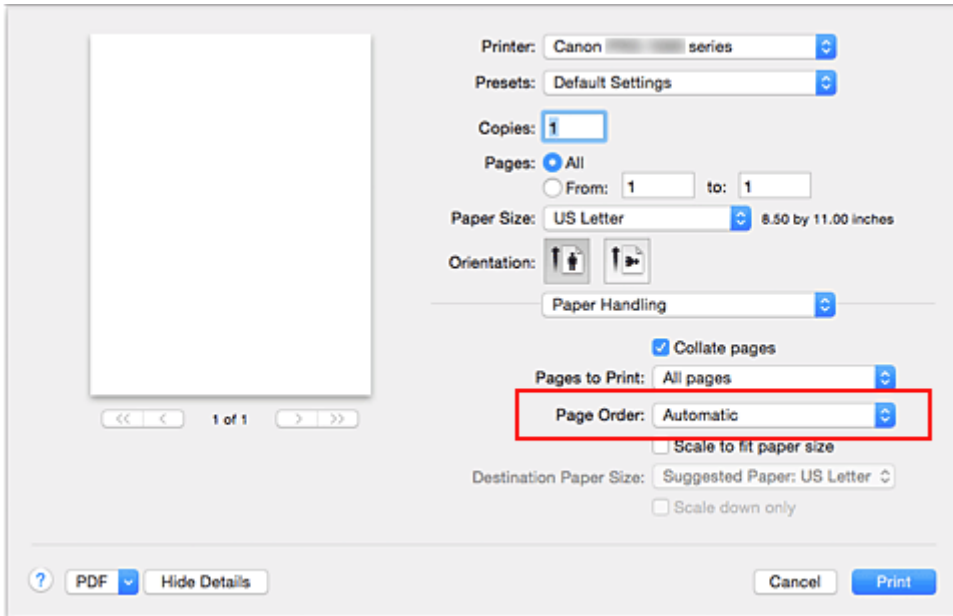 Printer: Canon series
Presets: Default Settings
Copies: 1
Pages: All
From: 1 to: 1
Paper Size: US Letter 8.50 by 11.00 inches
Orientation:
Paper Handling
Collate pages
Pages to Print: All pages
Page Order: Automatic
Scale to fit paper size
Destination Paper Size: Suggested Paper: US Letter
Scale down only
<< < 1 of 1 > >>
? PDF Hide Details Cancel Print